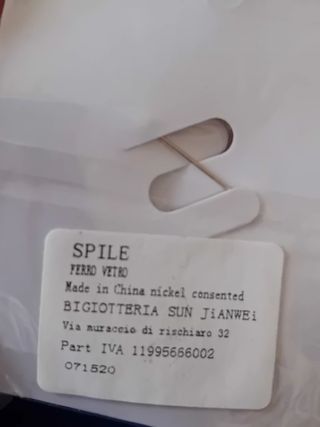 SPILE
FERRO VETRO
Made in China nickel consented
BIGIOTTERIA SUN JiANWEi
Via muraccio di rischiaro 32
Part IVA 11995666002
071520